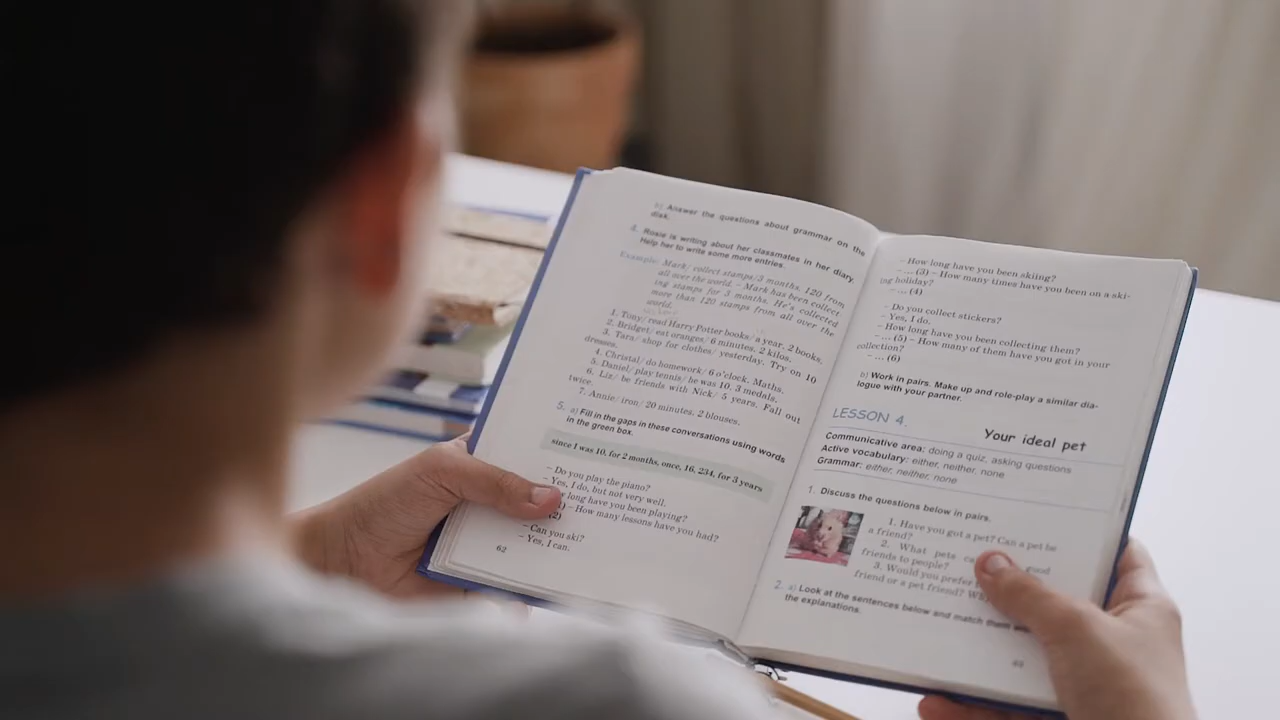 b) Answer the questions about grammar on the
disk.
4. Rosie is writing about her classmates in her diary.
Help her to write some more entries.
Example: Mark/ collect stamps/3 months, 120 from
all over the world. – Mark has been collect-
ing stamps for 3 months. He's collected
more than 120 stamps from all over the
world.
1. Tony/ read Harry Potter books/ a year, 2 books.
2. Bridget/ eat oranges/ 6 minutes, 2 kilos.
3. Tara/ shop for clothes/ yesterday. Try on 10
dresses.
4. Christal/ do homework/ 6 o'clock. Maths.
5. Daniel/ play tennis/ he was 10, 3 medals.
6. Liz/ be friends with Nick/ 5 years. Fall out
twice.
7. Annie/ iron/ 20 minutes, 2 blouses.
5. a) Fill in the gaps in these conversations using words
in the green box.
since I was 10, for 2 months, once, 16, 234, for 3 years
– Do you play the piano?
– Yes, I do, but not very well.
long have you been playing?
– How many lessons have you had?
(2)
– Can you ski?
– Yes, I can.
62
– How long have you been skiing?
– ... (3) – How many times have you been on a ski-
ing holiday?
– ... (4)
– Do you collect stickers?
– Yes, I do.
– How long have you been collecting them?
– ... (5) – How many of them have you got in your
collection?
– ... (6)
b) Work in pairs. Make up and role-play a similar dia-
logue with your partner.
LESSON 4.
Your ideal pet
Communicative area: doing a quiz, asking questions
Active vocabulary: either, neither, none
Grammar: either, neither, none
1. Discuss the questions below in pairs.
1. Have you got a pet? Can a pet be
a friend?
2. What pets good
friends to people?
3. Would you prefer
friend or a pet friend?
2. a) Look at the sentences below and match them
the explanations.